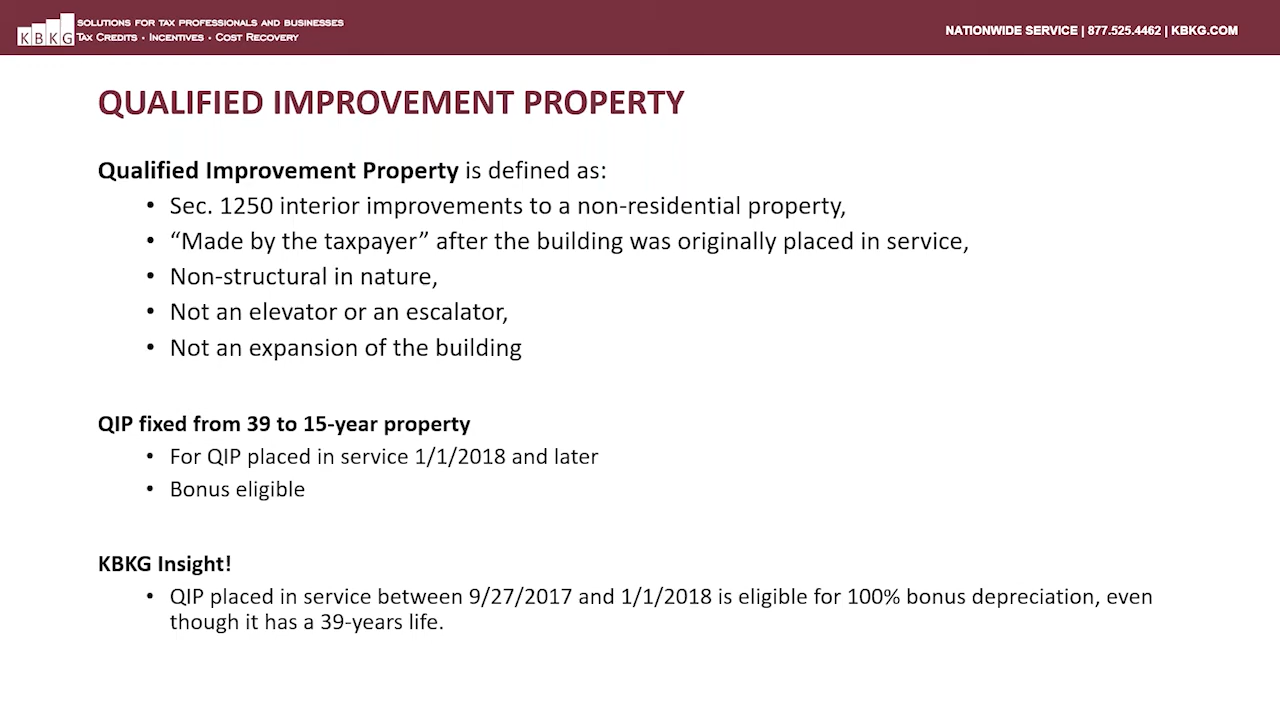 KBKG
SOLUTIONS FOR TAX PROFESSIONALS AND BUSINESSES
TAX CREDITS • INCENTIVES • COST RECOVERY
NATIONWIDE SERVICE | 877.525.4462 | KBKG.COM
QUALIFIED IMPROVEMENT PROPERTY
Qualified Improvement Property is defined as:
• Sec. 1250 interior improvements to a non-residential property,
• “Made by the taxpayer” after the building was originally placed in service,
• Non-structural in nature,
• Not an elevator or an escalator,
• Not an expansion of the building
QIP fixed from 39 to 15-year property
• For QIP placed in service 1/1/2018 and later
• Bonus eligible
KBKG Insight!
• QIP placed in service between 9/27/2017 and 1/1/2018 is eligible for 100% bonus depreciation, even
though it has a 39-years life.